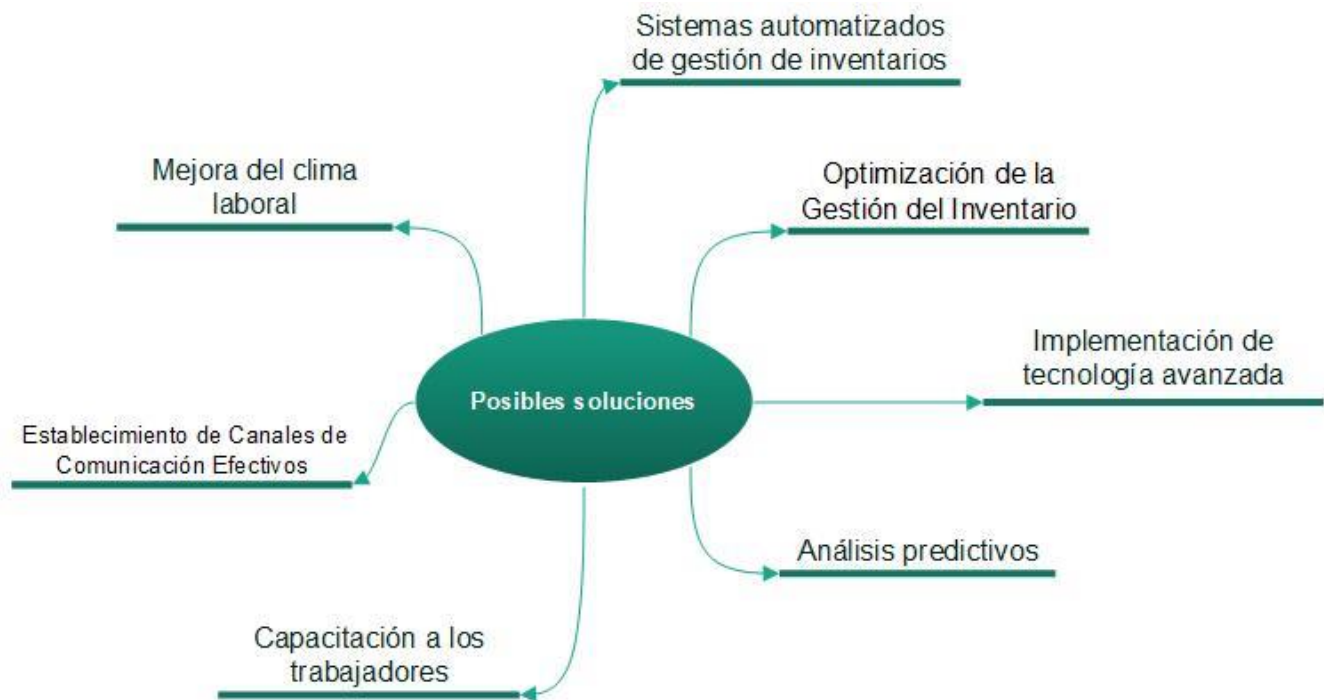 Sistemas automatizados
de gestión de inventarios
Mejora del clima
laboral
Optimización de la
Gestión del Inventario
Implementación de
tecnología avanzada
Posibles soluciones
Establecimiento de Canales de
Comunicación Efectivos
Análisis predictivos
Capacitación a los
trabajadores